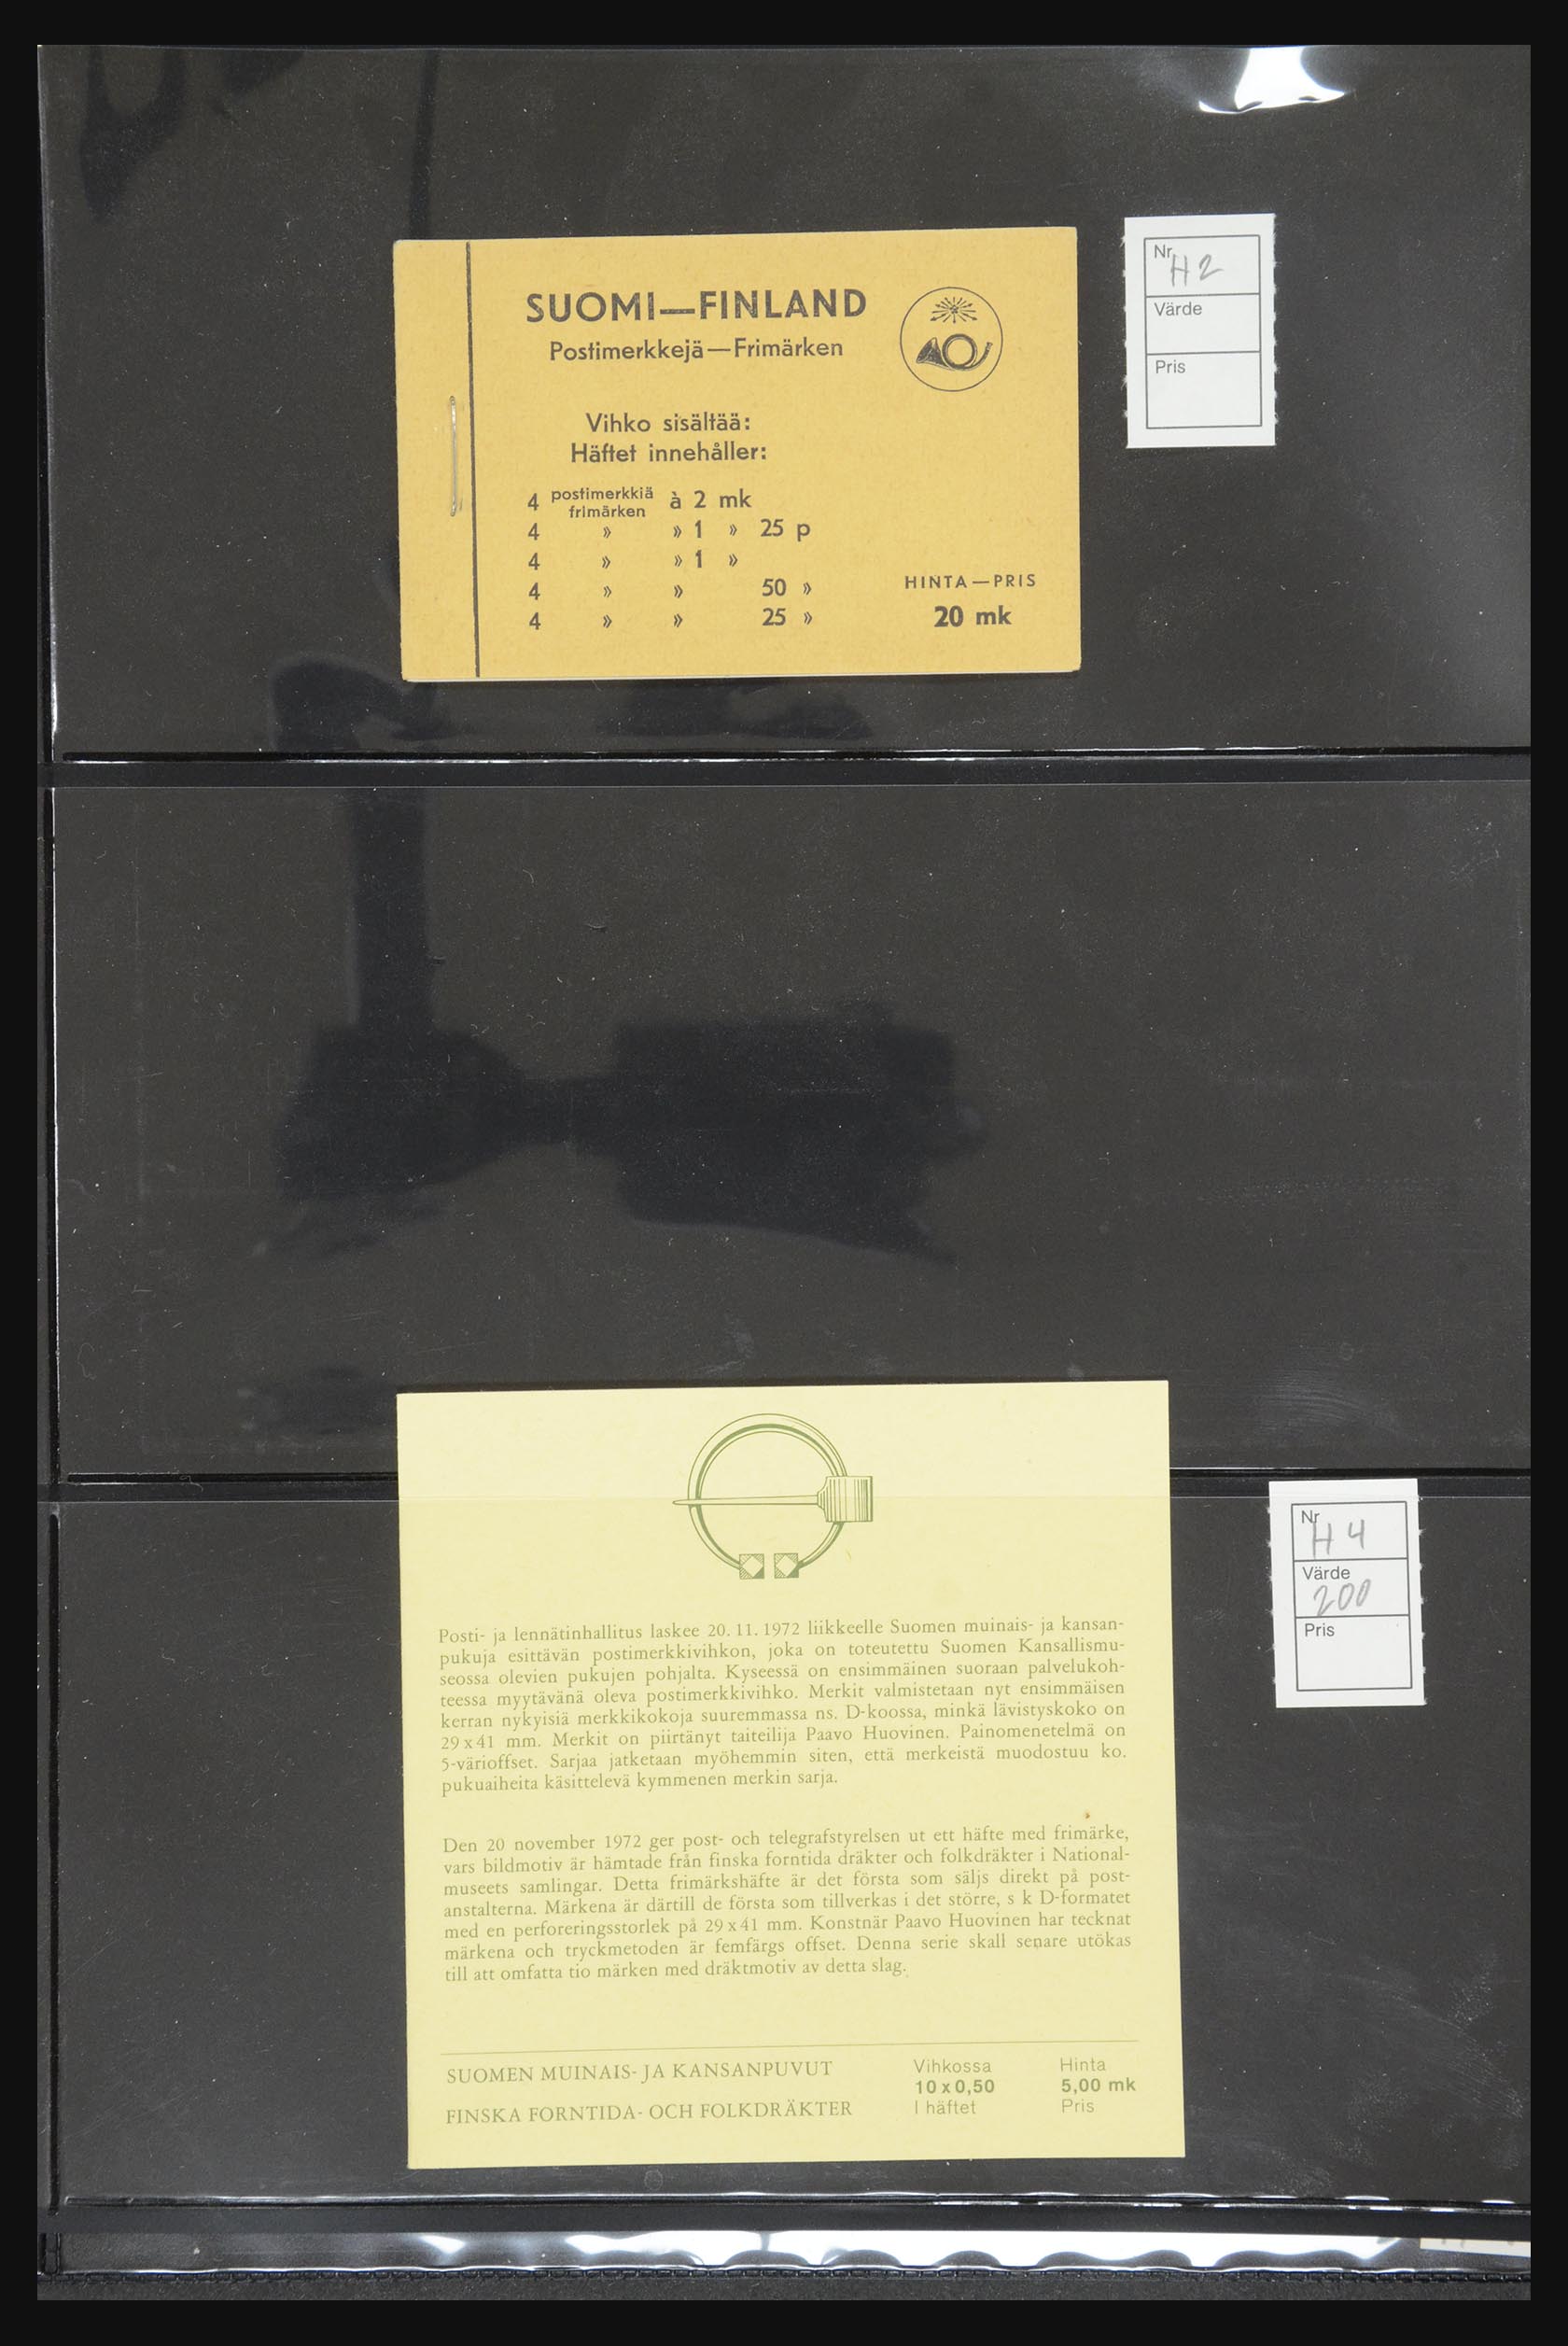 SUOMI—FINLAND
Postimerkkejä—Frimärken
Vihko sisältää:
Häftet innehåller:
4 postimerkkiä frimärken à 2 mk
4 » » 1 » 25 p
4 » » 1 »
4 » » 50 »
4 » » 25 »
HINTA—PRIS
20 mk
Nr H2
Värde
Pris
Posti- ja lennätinhallitus laskee 20. 11. 1972 liikkeelle Suomen muinais- ja kansan-
pukuja esittävän postimerkkivihkon, joka on toteutettu Suomen Kansallismu-
seossa olevien pukujen pohjalta. Kyseessä on ensimmäinen suoraan palvelukoh-
teessa myytävänä oleva postimerkkivihko. Merkit valmistetaan nyt ensimmäisen
kerran nykyisiä merkkikokoja suuremmassa ns. D-koossa, minkä lävistyskoko on
29 x 41 mm. Merkit on piirtänyt taiteilija Paavo Huovinen. Painomenetelmä on
5-värioffset. Sarjaa jatketaan myöhemmin siten, että merkeistä muodostuu ko.
pukuaiheita käsittelevä kymmenen merkin sarja.
Den 20 november 1972 ger post- och telegrafstyrelsen ut ett häfte med frimärke,
vars bildmotiv är hämtade från finska forntida dräkter och folkdräkter i National-
museets samlingar. Detta frimärkshäfte är det första som säljs direkt på post-
anstalterna. Märkena är därtill de första som tillverkas i det större, s k D-formatet
med en perforeringsstorlek på 29 x 41 mm. Konstnär Paavo Huovinen har tecknat
märkena och tryckmetoden är femfärgs offset. Denna serie skall senare utökas
till att omfatta tio märken med dräktmotiv av detta slag.
SUOMEN MUINAIS- JA KANSANPUVUT
FINSKA FORNTIDA- OCH FOLKDRÄKTER
Vihkossa
10 x 0,50
I häftet
Hinta
5,00 mk
Pris
Nr H4
Värde
200
Pris